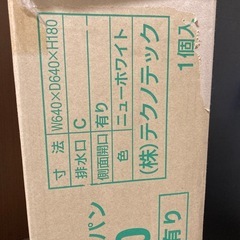 寸法 W640×D640×H180
排水口 C
側面開口 有り
色 ニューホワイト
(株)テクノテック
1個入
パン
有り